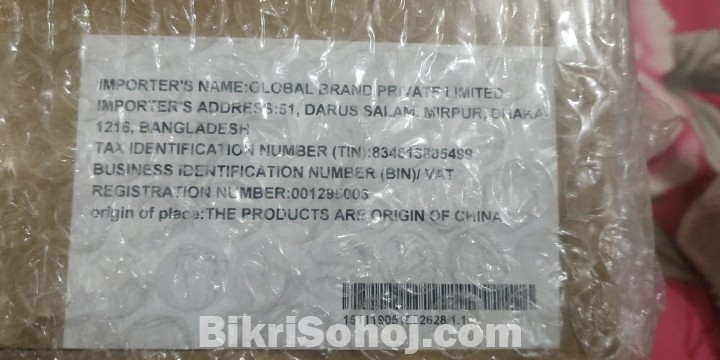 IMPORTER'S NAME:GLOBAL BRAND PRIVATE LIMITED
IMPORTER'S ADDRESS:51, DARUS SALAM, MIRPUR, DHAKA-
1216, BANGLADESH
TAX IDENTIFICATION NUMBER (TIN):
BUSINESS IDENTIFICATION NUMBER (BIN)/ VAT
REGISTRATION NUMBER:
origin of place:THE PRODUCTS ARE ORIGIN OF CHINA
BikriSohoj.com